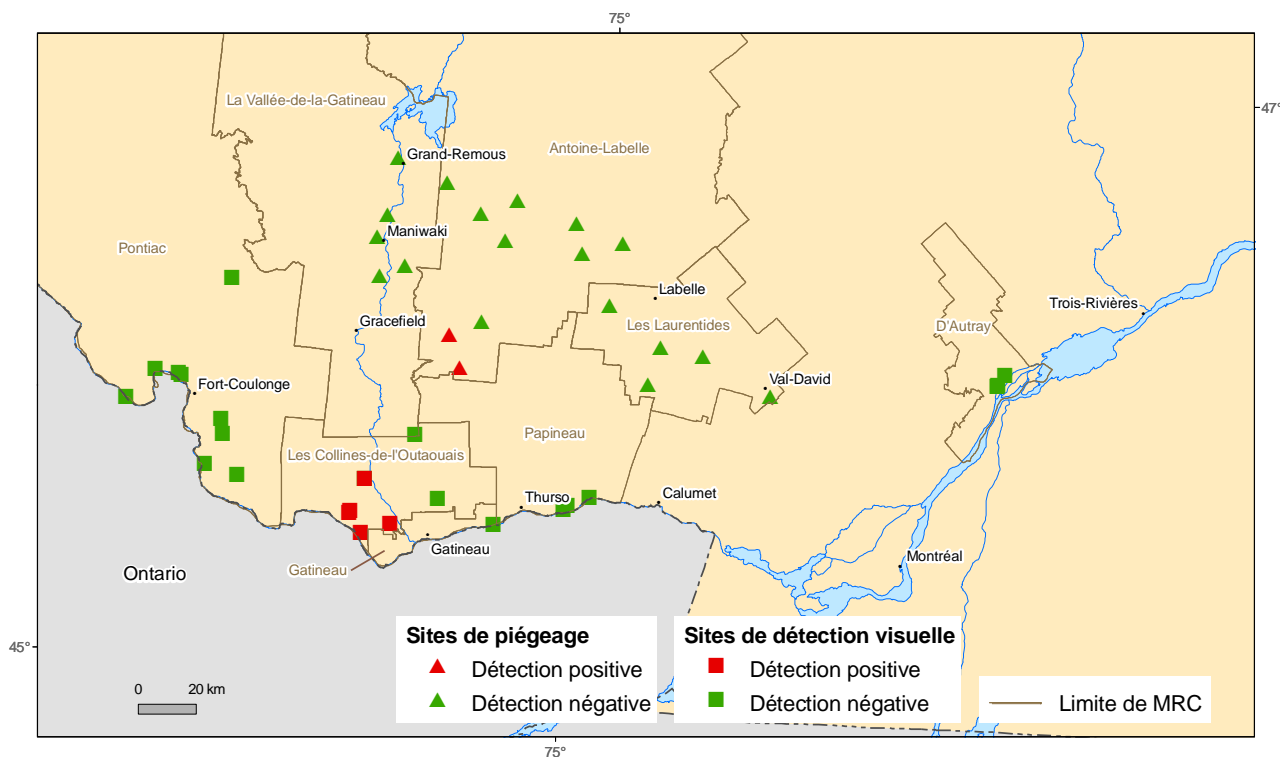 75°
La Vallée-de-la-Gatineau
47°
Grand-Remous
Antoine-Labelle
Maniwaki
Pontiac
Labelle
Trois-Rivières
Gracefield
Les Laurentides
D'Autray
Fort-Coulonge
Val-David
Papineau
Les Collines-de-l'Outaouais
Thurso
Calumet
Gatineau
Montréal
Ontario
Gatineau
Sites de piégeage
Détection positive
Détection négative
Sites de détection visuelle
Détection positive
Détection négative
Limite de MRC
45°
0 20 km
75°